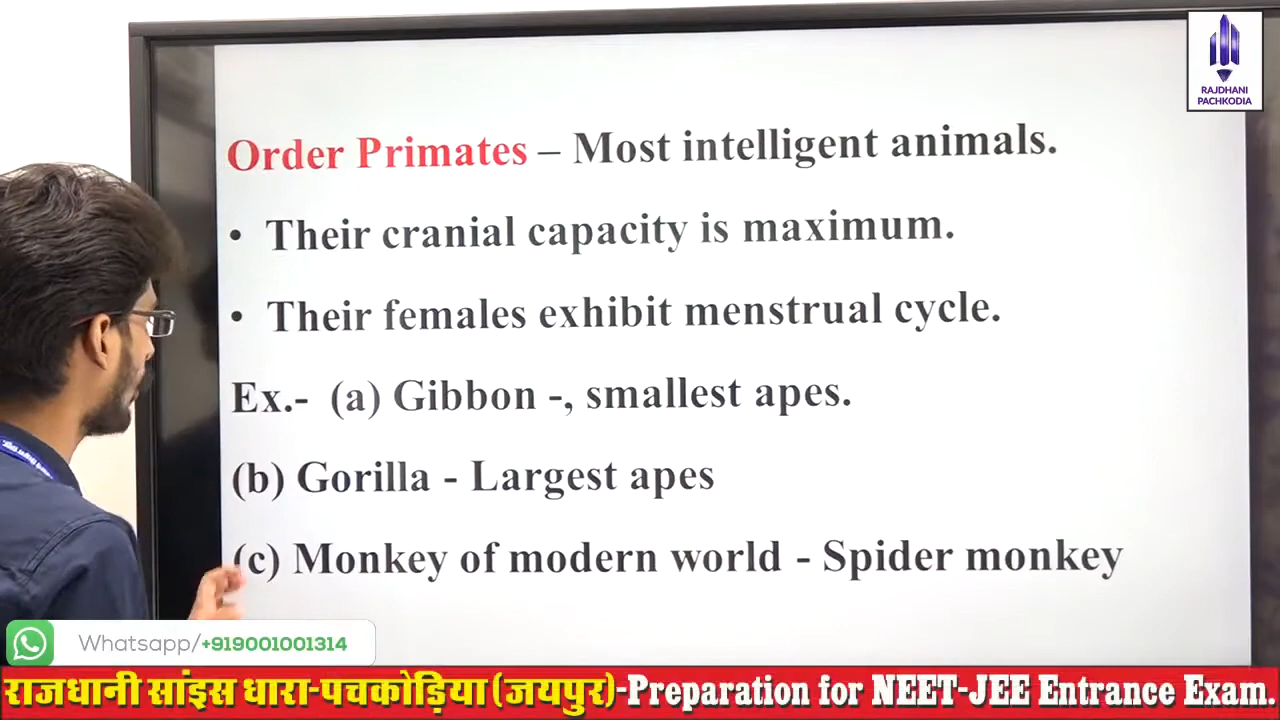 RAJDHANI
PACHKODIA
Order Primates – Most intelligent animals.
• Their cranial capacity is maximum.
• Their females exhibit menstrual cycle.
Ex.- (a) Gibbon -, smallest apes.
(b) Gorilla - Largest apes
(c) Monkey of modern world - Spider monkey
Whatsapp/+919001001314
राजधानी सांइस धारा-पचकोड़िया (जयपुर)-Preparation for NEET-JEE Entrance Exam.